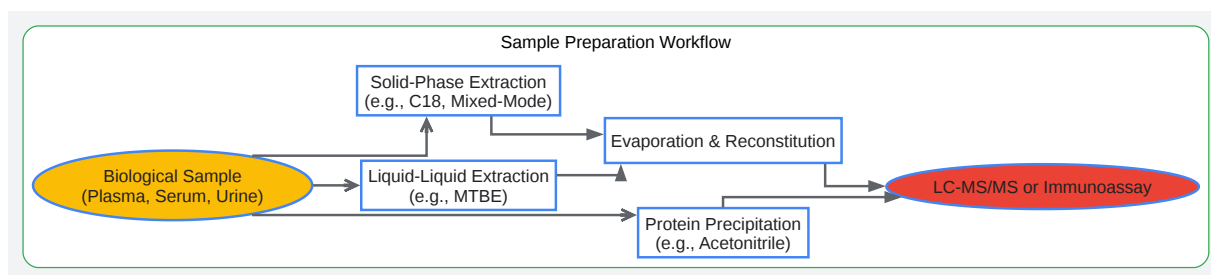 Sample Preparation Workflow
Solid-Phase Extraction
(e.g., C18, Mixed-Mode)
Evaporation & Reconstitution
Biological Sample
(Plasma, Serum, Urine)
Liquid-Liquid Extraction
(e.g., MTBE)
LC-MS/MS or Immunoassay
Protein Precipitation
(e.g., Acetonitrile)